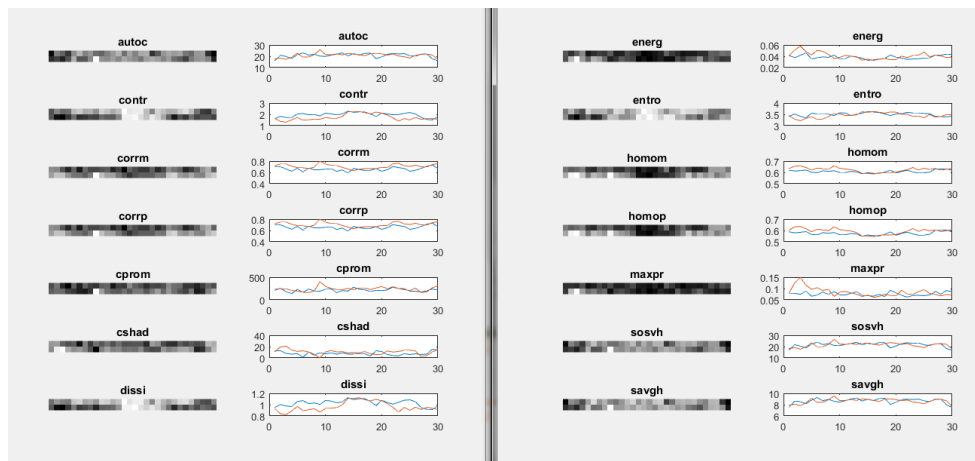 autoc
autoc
30
20
10
0 10 20 30
contr
contr
3
2
1
0 10 20 30
corrm
corrm
0.8
0.6
0.4
0 10 20 30
corrp
corrp
0.8
0.6
0.4
0 10 20 30
cprom
cprom
500
0
0 10 20 30
cshad
cshad
40
20
0
0 10 20 30
dissi
dissi
1.2
1
0.8
0 10 20 30
energ
energ
0.06
0.04
0.02
0 10 20 30
entro
entro
4
3.5
3
0 10 20 30
homom
homom
0.7
0.6
0.5
0 10 20 30
homop
homop
0.7
0.6
0.5
0 10 20 30
maxpr
maxpr
0.15
0.1
0.05
0 10 20 30
sosvh
sosvh
30
20
10
0 10 20 30
savgh
savgh
10
8
6
0 10 20 30